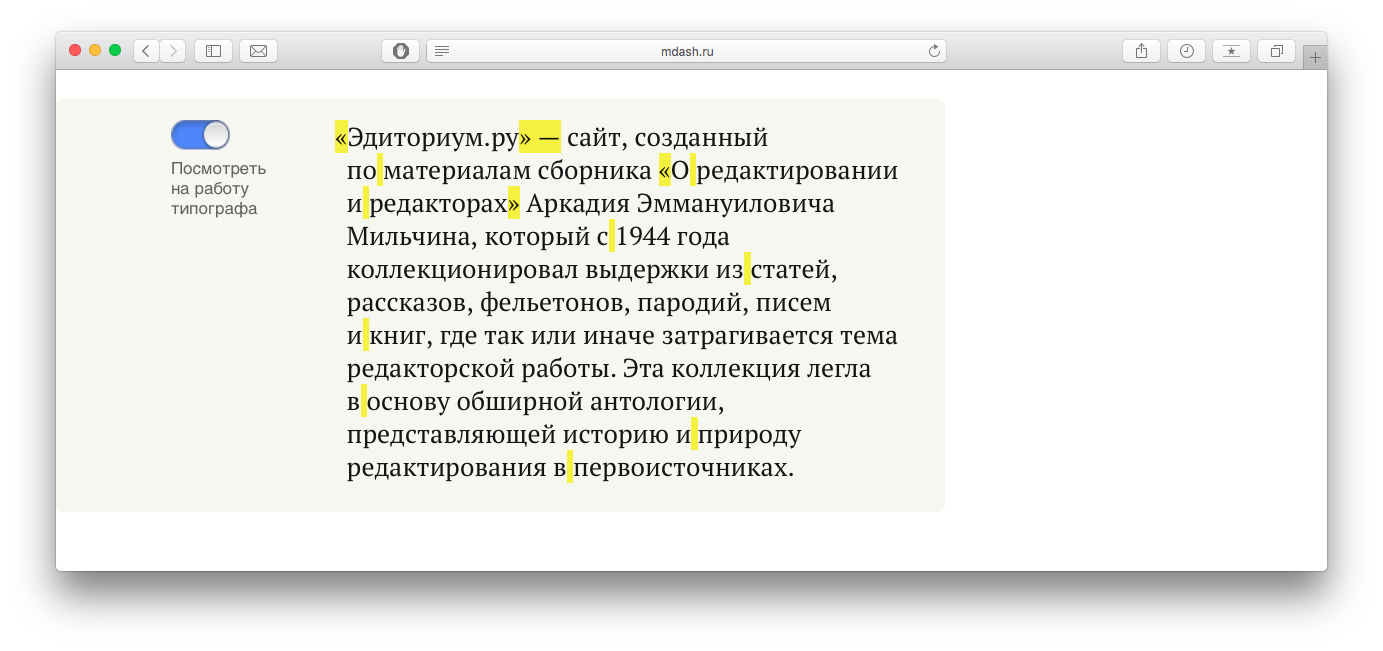 mdash.ru
Посмотреть
на работу
типографа
«Эдиториум.ру» — сайт, созданный
по материалам сборника «О редактировании
и редакторах» Аркадия Эммануиловича
Мильчина, который с 1944 года
коллекционировал выдержки из статей,
рассказов, фельетонов, пародий, писем
и книг, где так или иначе затрагивается тема
редакторской работы. Эта коллекция легла
в основу обширной антологии,
представляющей историю и природу
редактирования в первоисточниках.